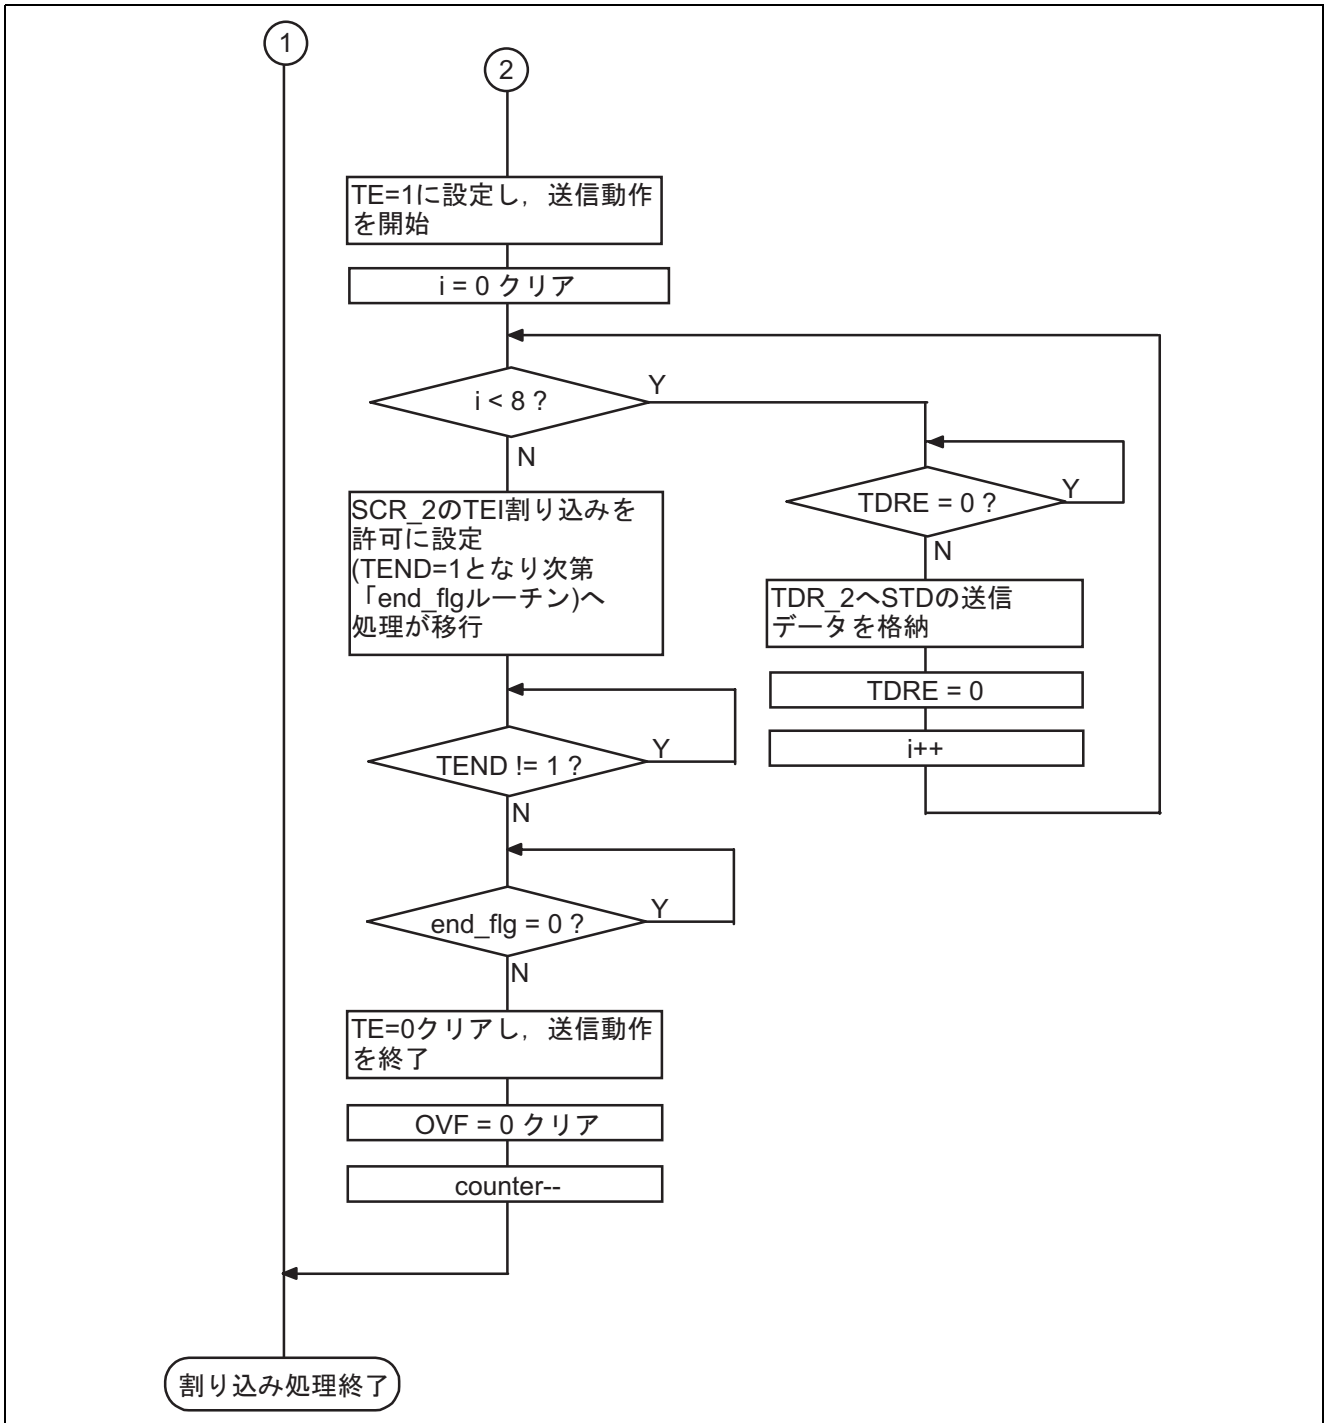 1
2
TE=1に設定し，送信動作
を開始
i = 0 クリア
i < 8 ?
Y
N
TDRE = 0 ?
Y
N
TDR_2へSTDの送信
データを格納
TDRE = 0
i++
SCR_2のTEI割り込みを
許可に設定
(TEND=1となり次第
「end_flgルーチン)へ
処理が移行
TEND != 1 ?
Y
N
end_flg = 0 ?
Y
N
TE=0クリアし，送信動作
を終了
OVF = 0 クリア
counter--
割り込み処理終了